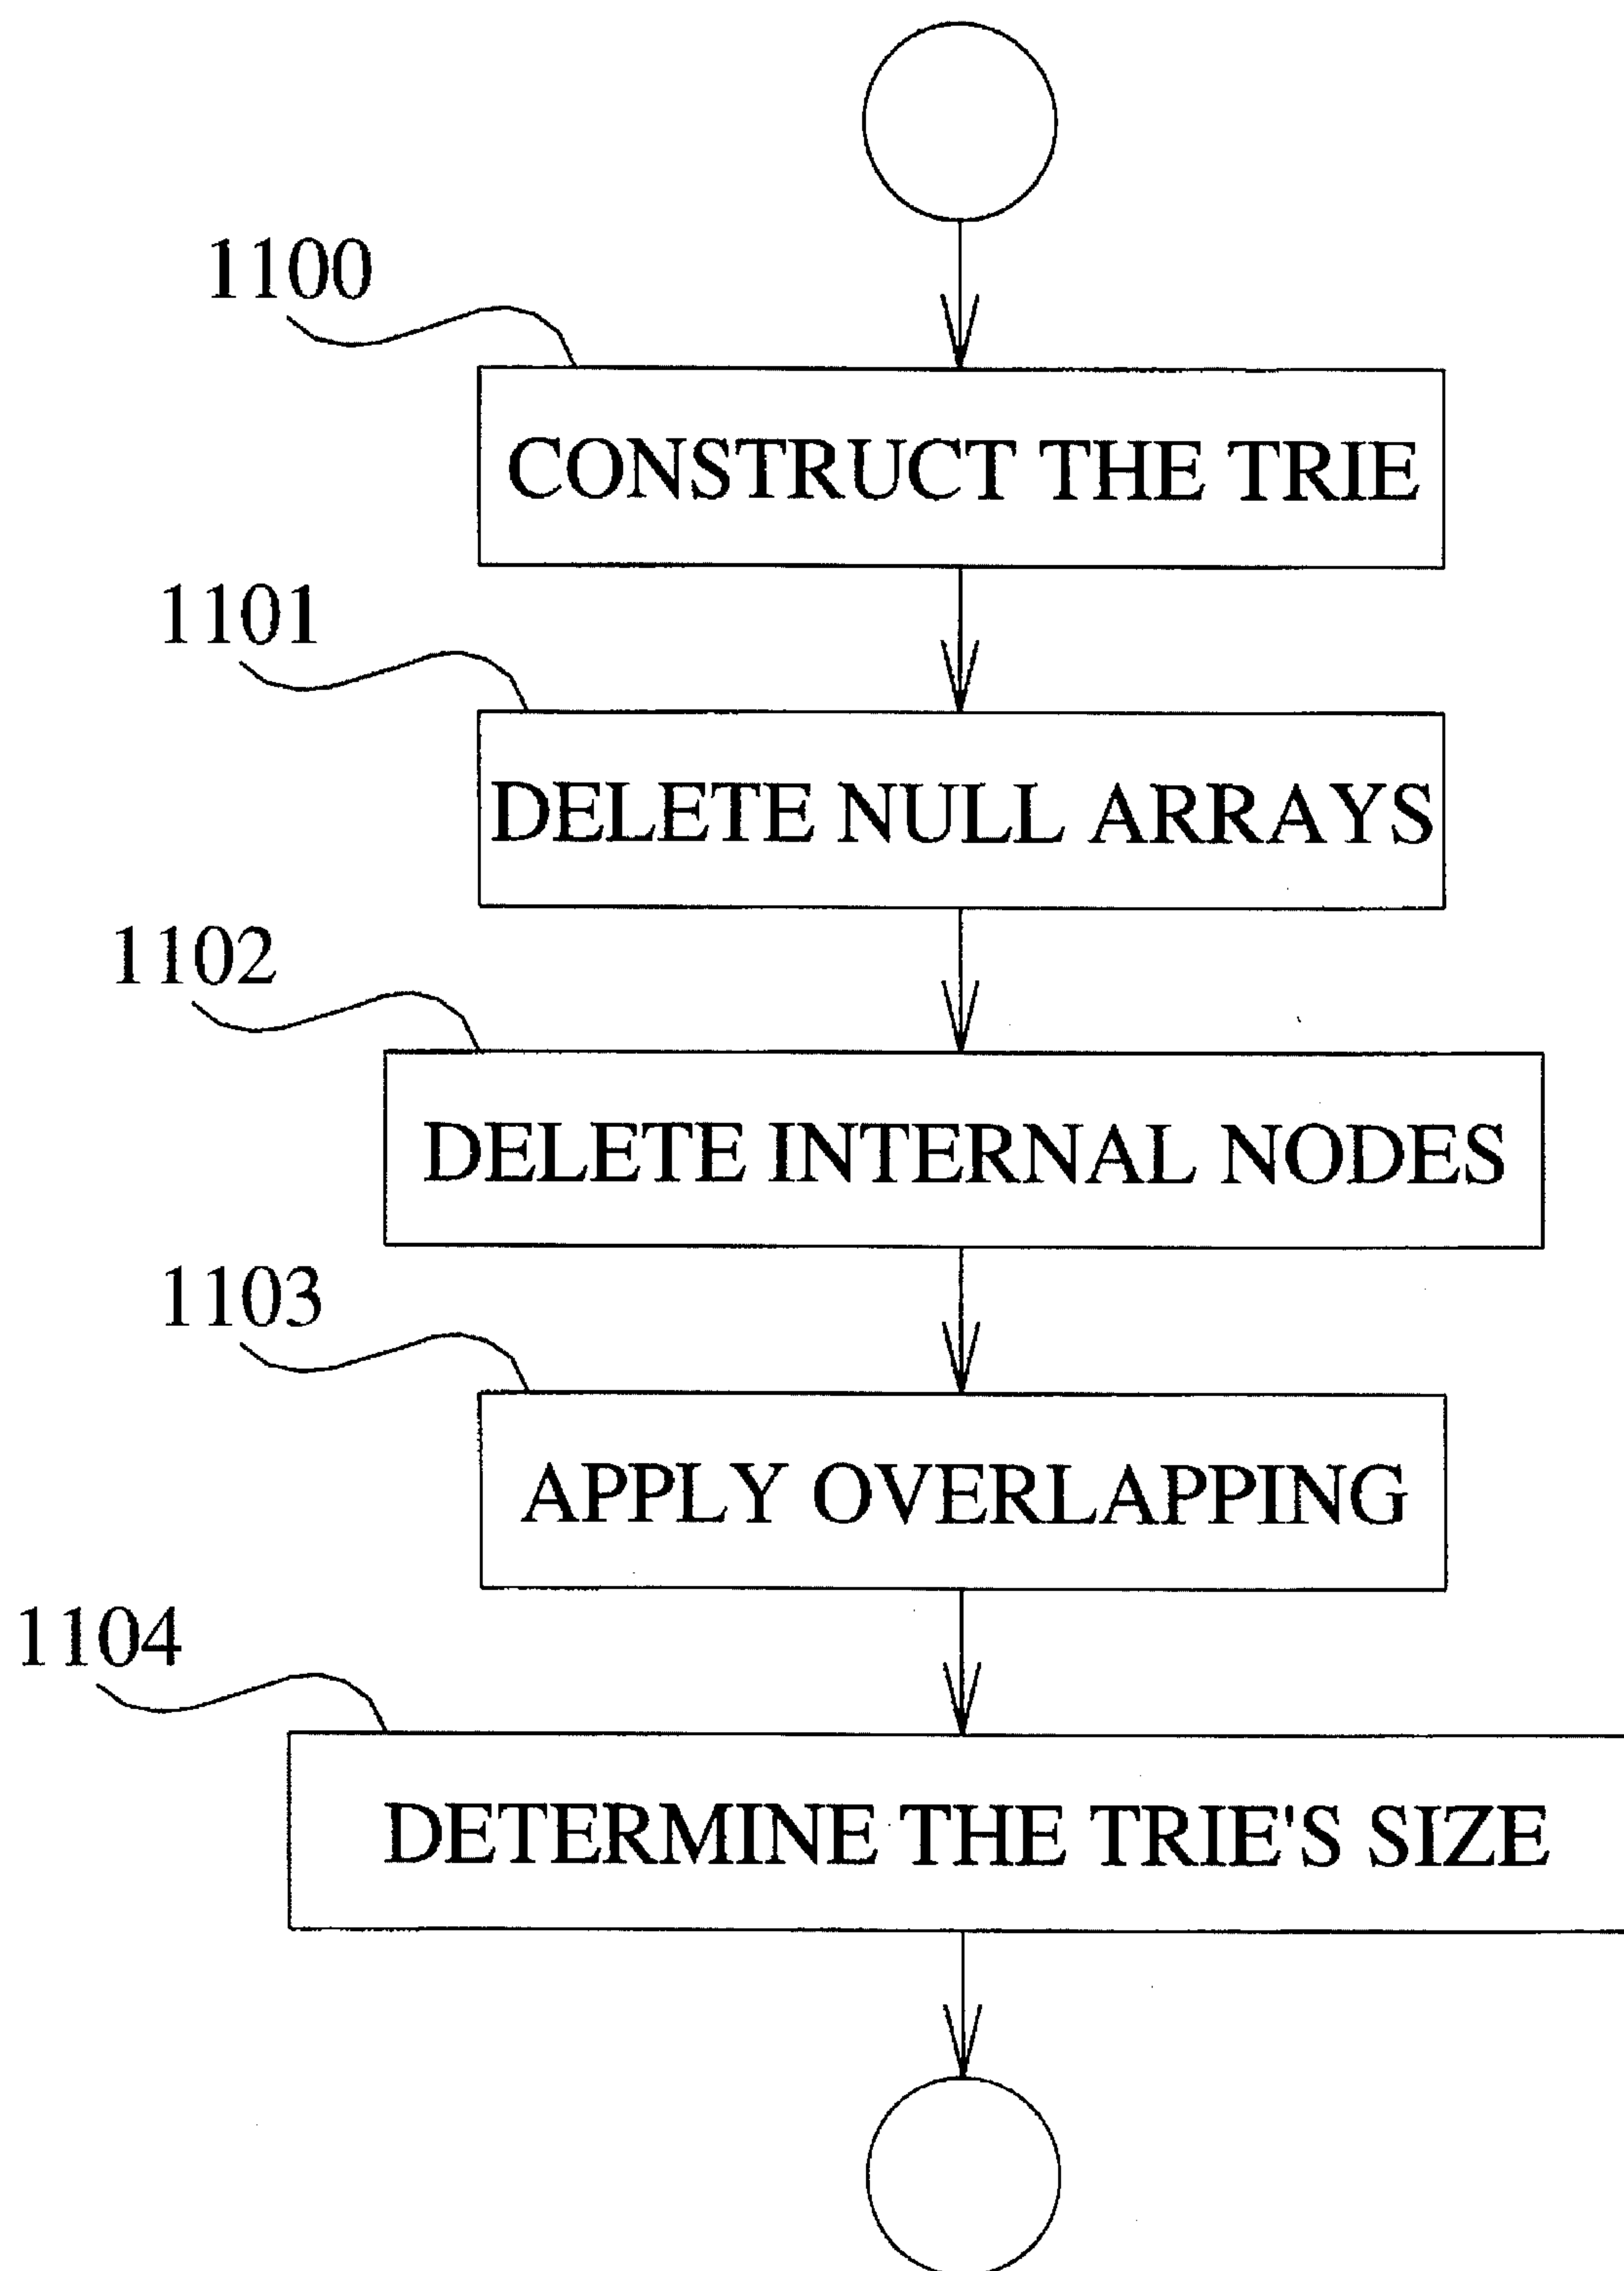 1100
CONSTRUCT THE TRIE
1101
DELETE NULL ARRAYS
1102
DELETE INTERNAL NODES
1103
APPLY OVERLAPPING
1104
DETERMINE THE TRIE'S SIZE